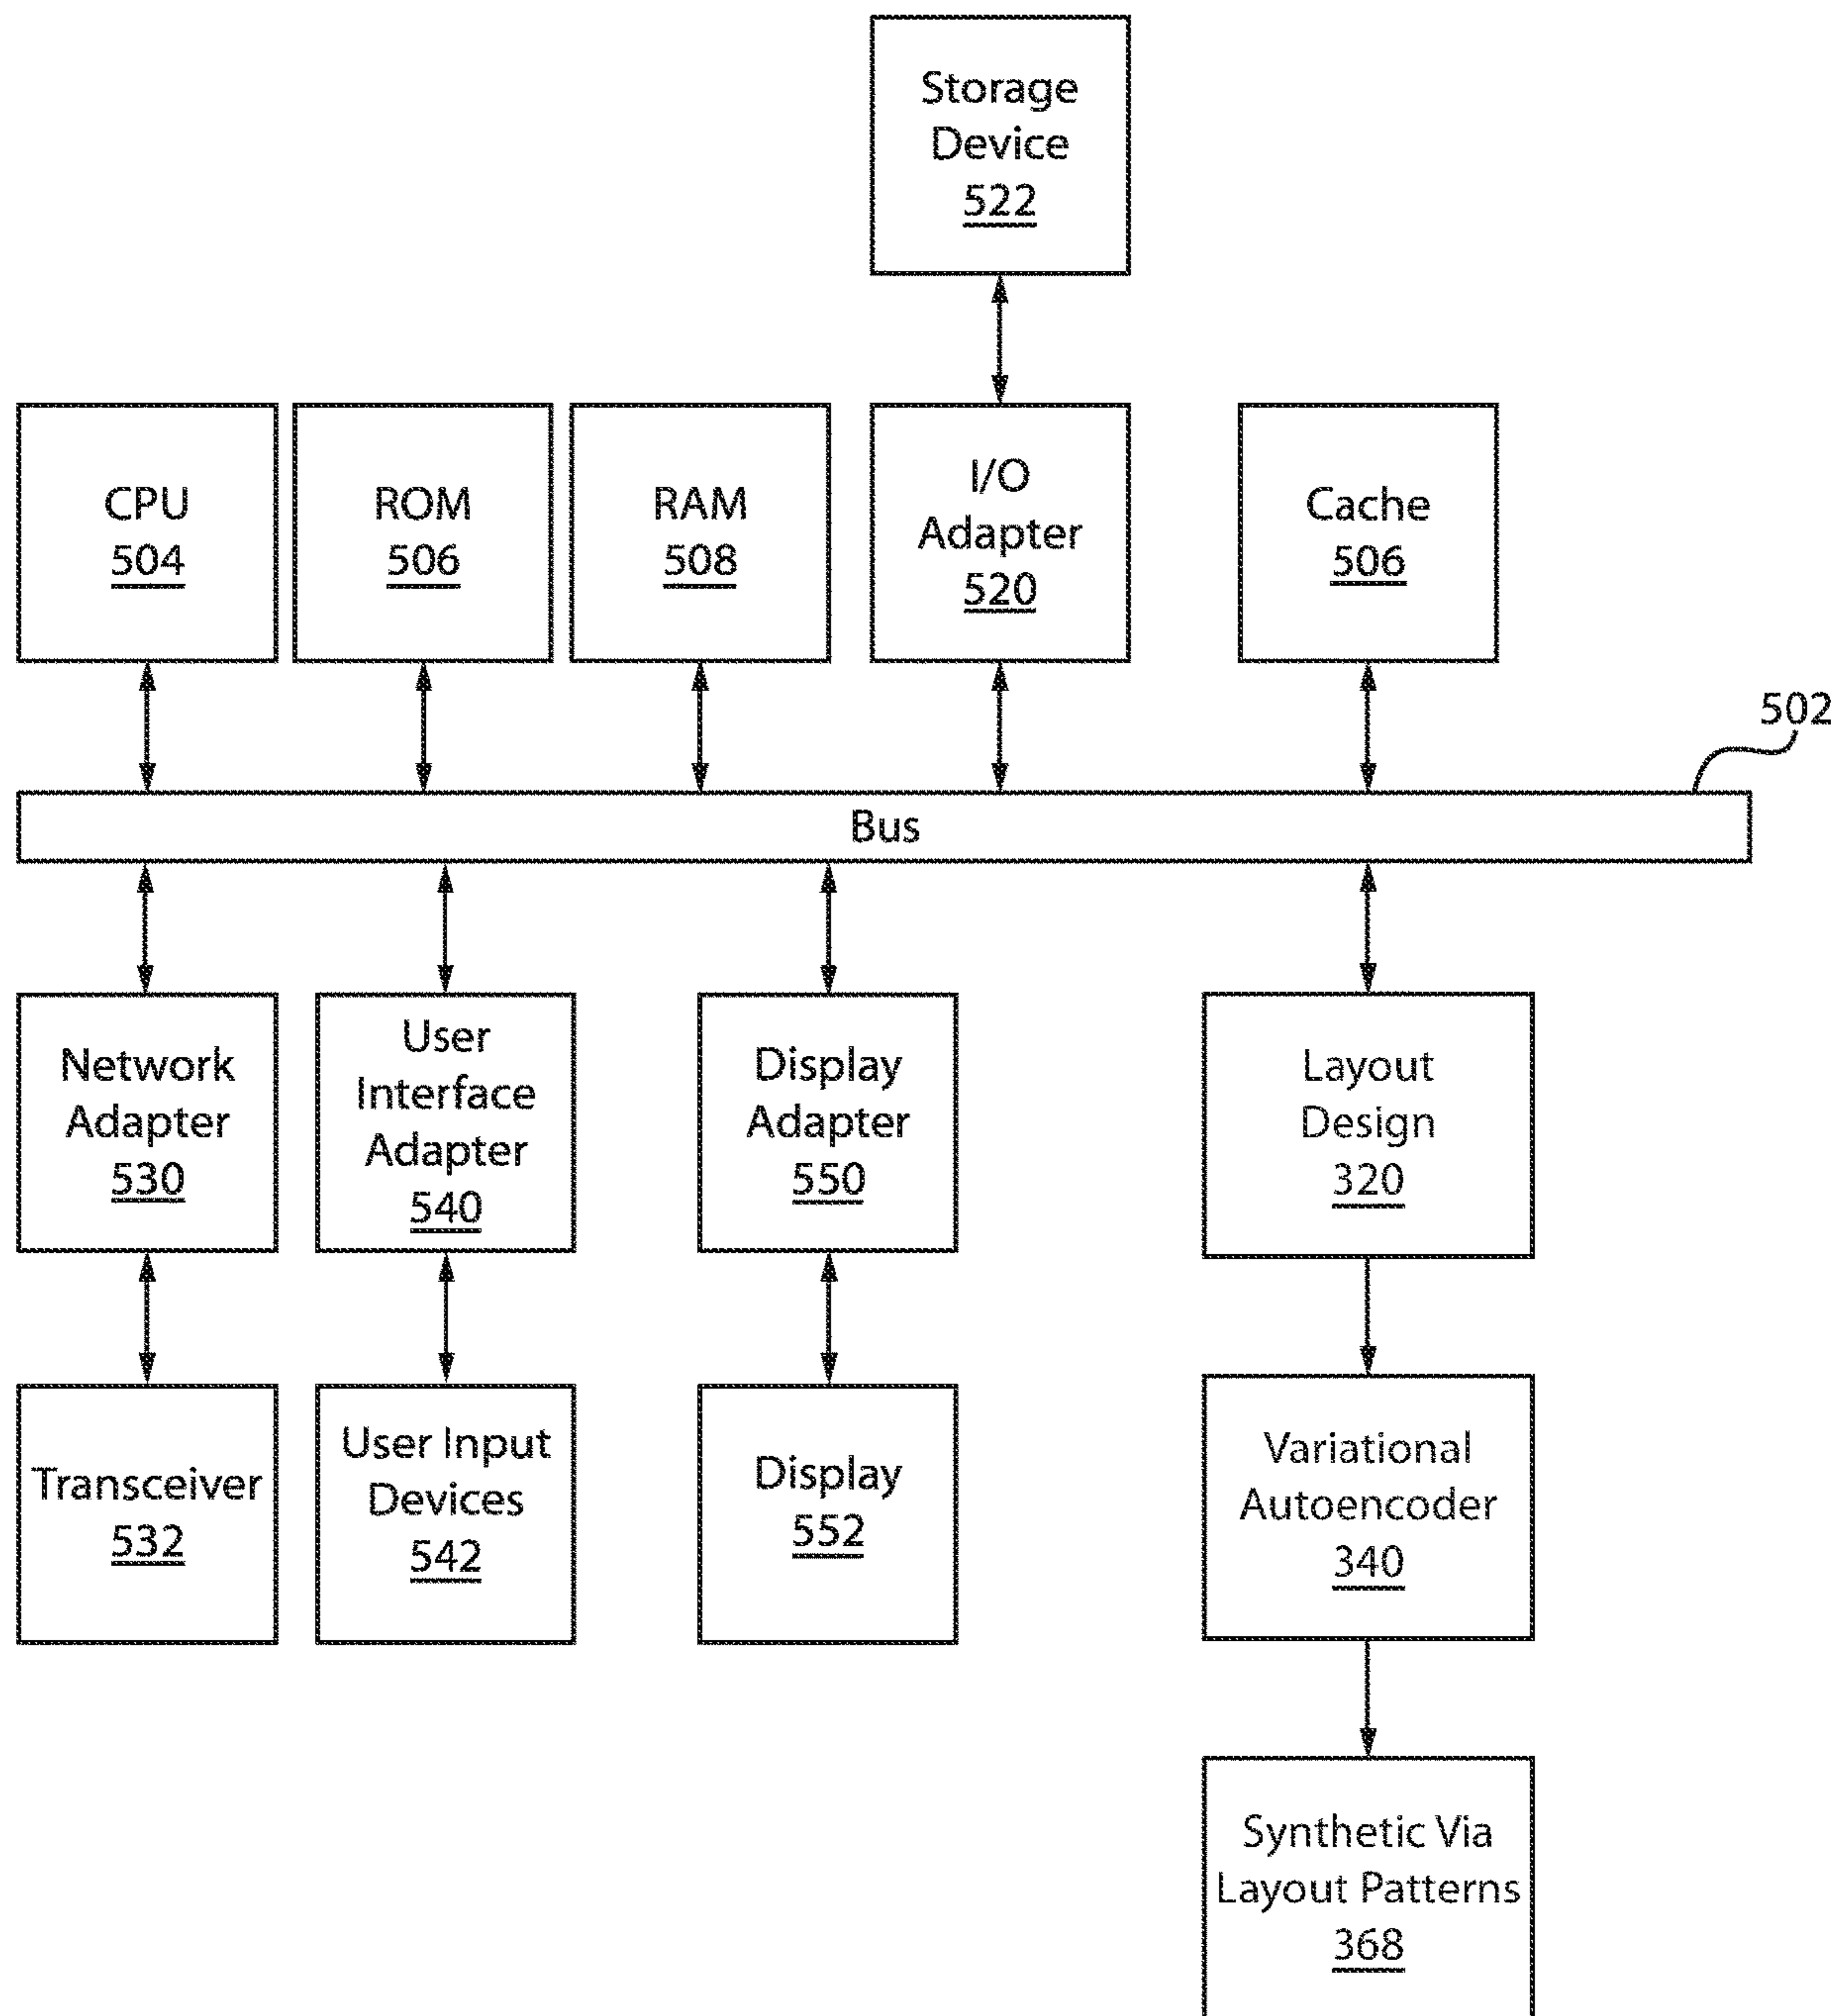 Storage
Device
522
CPU
504
ROM
506
RAM
508
I/O
Adapter
520
Cache
506
502
Bus
Network
Adapter
530
User
Interface
Adapter
540
Display
Adapter
550
Layout
Design
320
Transceiver
532
User Input
Devices
542
Display
552
Variational
Autoencoder
340
Synthetic Via
Layout Patterns
368